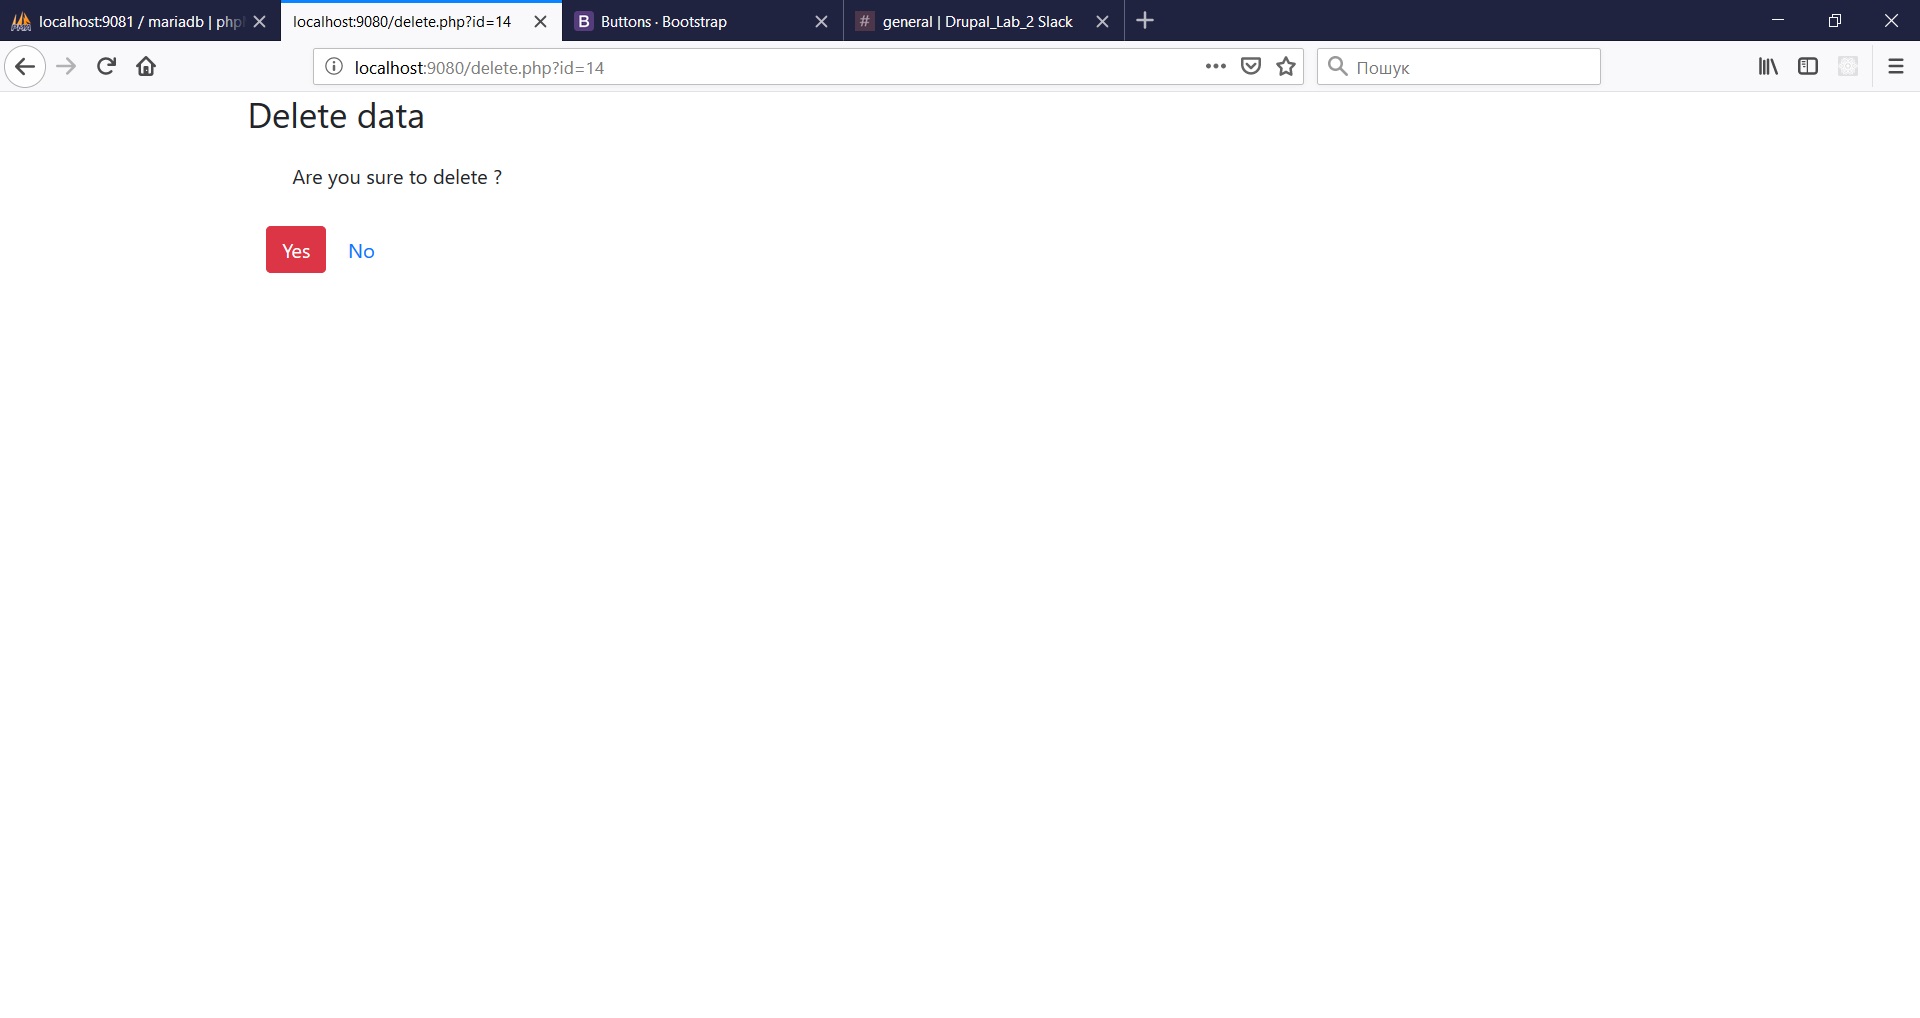 localhost:9081 / mariadb | php
localhost:9080/delete.php?id=14
B Buttons · Bootstrap
# general | Drupal_Lab_2 Slack
localhost:9080/delete.php?id=14
Пошук
Delete data
Are you sure to delete ?
Yes No